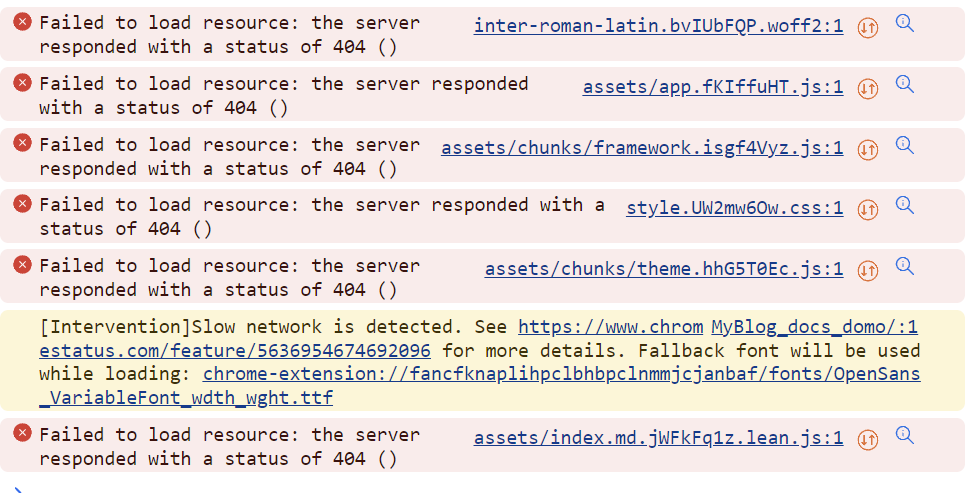 Failed to load resource: the server inter-roman-latin.bvIUbFQP.woff2:1
responded with a status of 404 ()
Failed to load resource: the server responded assets/app.fKIffuHT.js:1
with a status of 404 ()
Failed to load resource: the server assets/chunks/framework.isgf4Vyz.js:1
responded with a status of 404 ()
Failed to load resource: the server responded with a style.UW2mw6Ow.css:1
status of 404 ()
Failed to load resource: the server assets/chunks/theme.hhG5T0Ec.js:1
responded with a status of 404 ()
[Intervention]Slow network is detected. See https://www.chrom MyBlog_docs_domo/:1
estatus.com/feature/5636954674692096 for more details. Fallback font will be used
while loading: chrome-extension://fancfknaplihpclbhbpclnmmjcjanbaf/fonts/OpenSans
_VariableFont_wdth_wght.ttf
Failed to load resource: the server assets/index.md.jWFkFq1z.lean.js:1
responded with a status of 404 ()